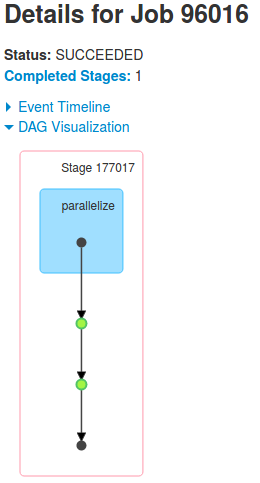 Details for Job 96016
Status: SUCCEEDED
Completed Stages: 1
Event Timeline
DAG Visualization
Stage 177017
parallelize